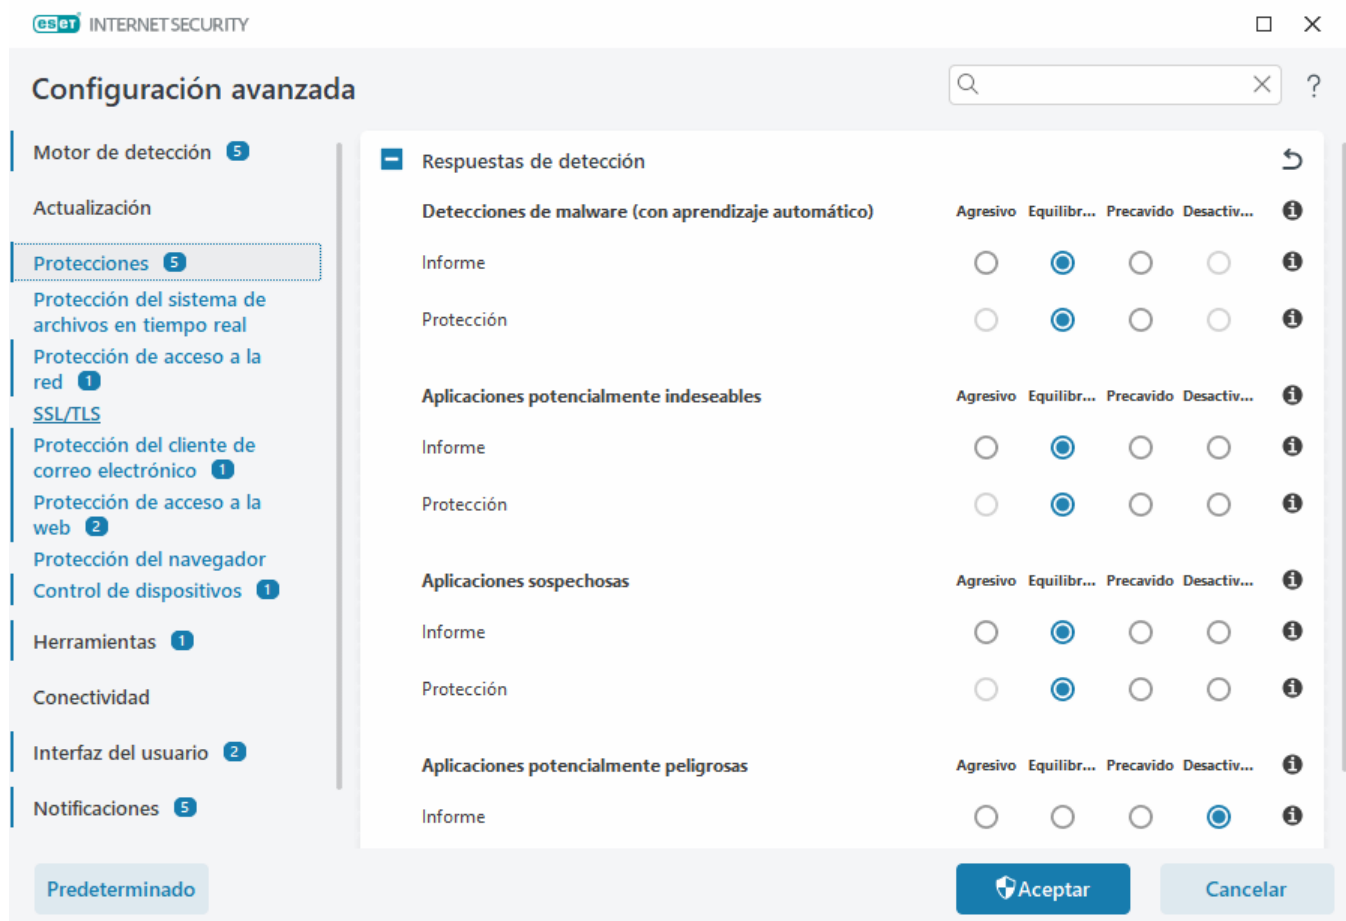 eset INTERNET SECURITY
Configuración avanzada
?
Motor de detección 5
Actualización
Protecciones 5
Protección del sistema de
archivos en tiempo real
Protección de acceso a la
red 1
SSL/TLS
Protección del cliente de
correo electrónico 1
Protección de acceso a la
web 2
Protección del navegador
Control de dispositivos 1
Herramientas 1
Conectividad
Interfaz del usuario 2
Notificaciones 5
Respuestas de detección
Detecciones de malware (con aprendizaje automático) Agresivo Equilibr... Precavido Desactiv...
Informe
Protección
Aplicaciones potencialmente indeseables Agresivo Equilibr... Precavido Desactiv...
Informe
Protección
Aplicaciones sospechosas Agresivo Equilibr... Precavido Desactiv...
Informe
Protección
Aplicaciones potencialmente peligrosas Agresivo Equilibr... Precavido Desactiv...
Informe
Predeterminado
Aceptar
Cancelar